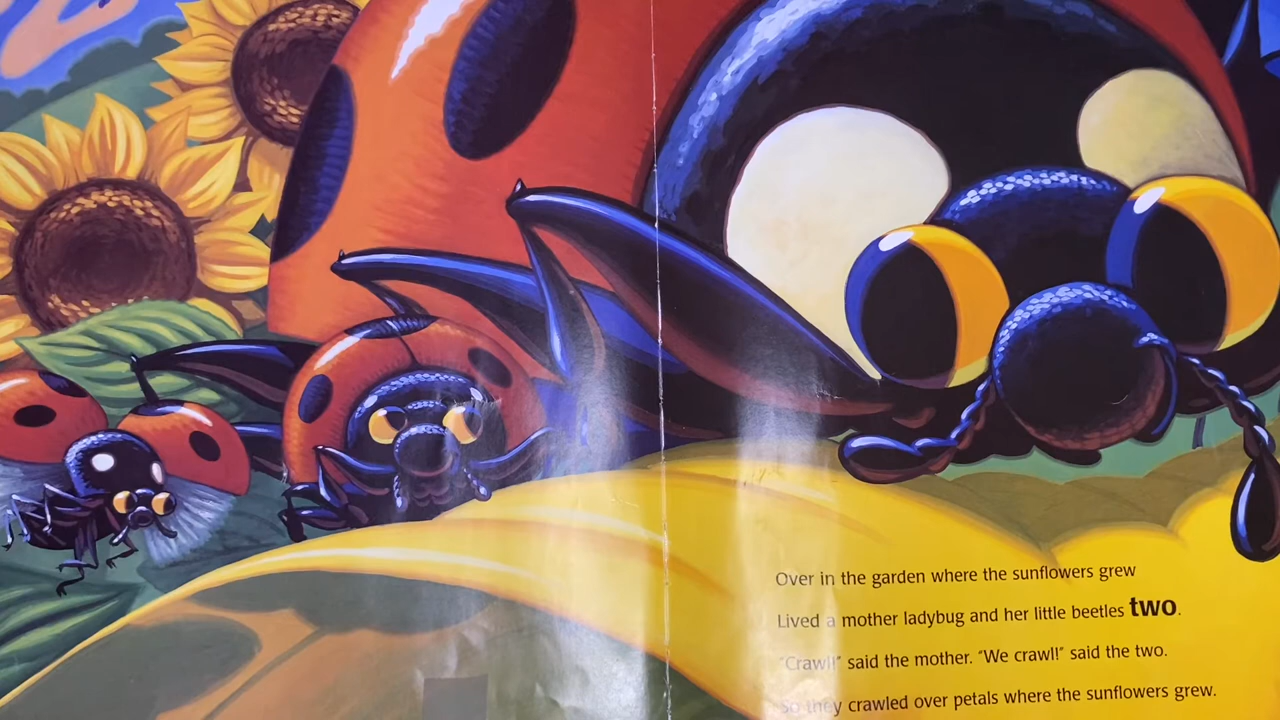 Over in the garden where the sunflowers grew
Lived a mother ladybug and her little beetles two.
"Crawl!" said the mother. "We crawl!" said the two.
So they crawled over petals where the sunflowers grew.